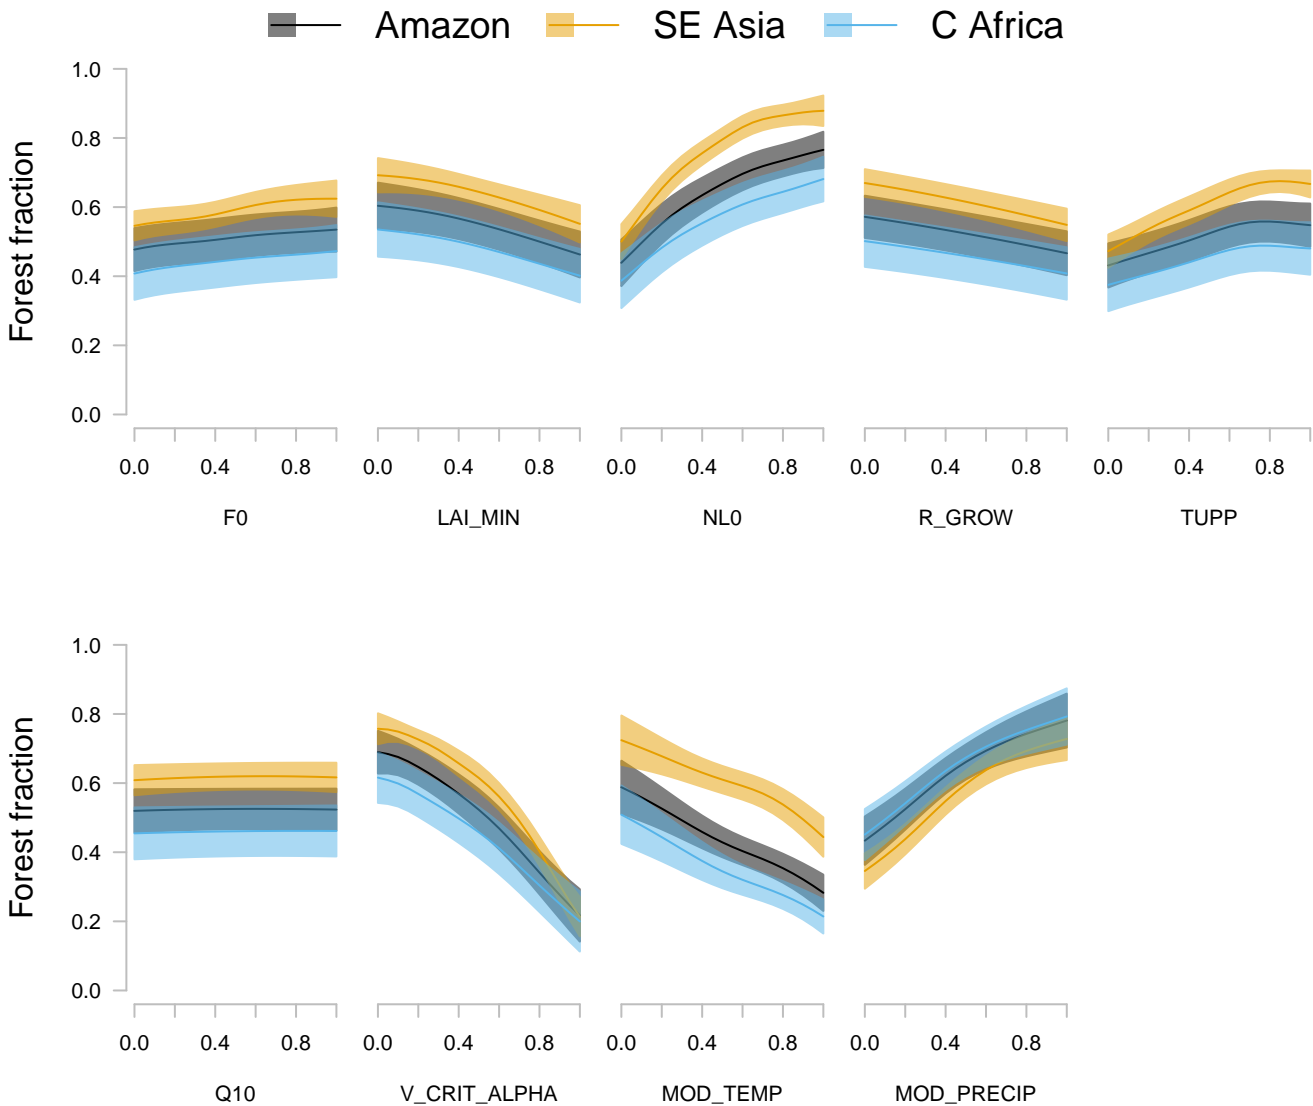 Amazon SE Asia C Africa
Forest fraction
1.0
0.8
0.6
0.4
0.2
0.0
0.0 0.4 0.8 0.0 0.4 0.8 0.0 0.4 0.8 0.0 0.4 0.8 0.0 0.4 0.8
F0 LAI_MIN NL0 R_GROW TUPP
Forest fraction
1.0
0.8
0.6
0.4
0.2
0.0
0.0 0.4 0.8 0.0 0.4 0.8 0.0 0.4 0.8 0.0 0.4 0.8
Q10 V_CRIT_ALPHA MOD_TEMP MOD_PRECIP